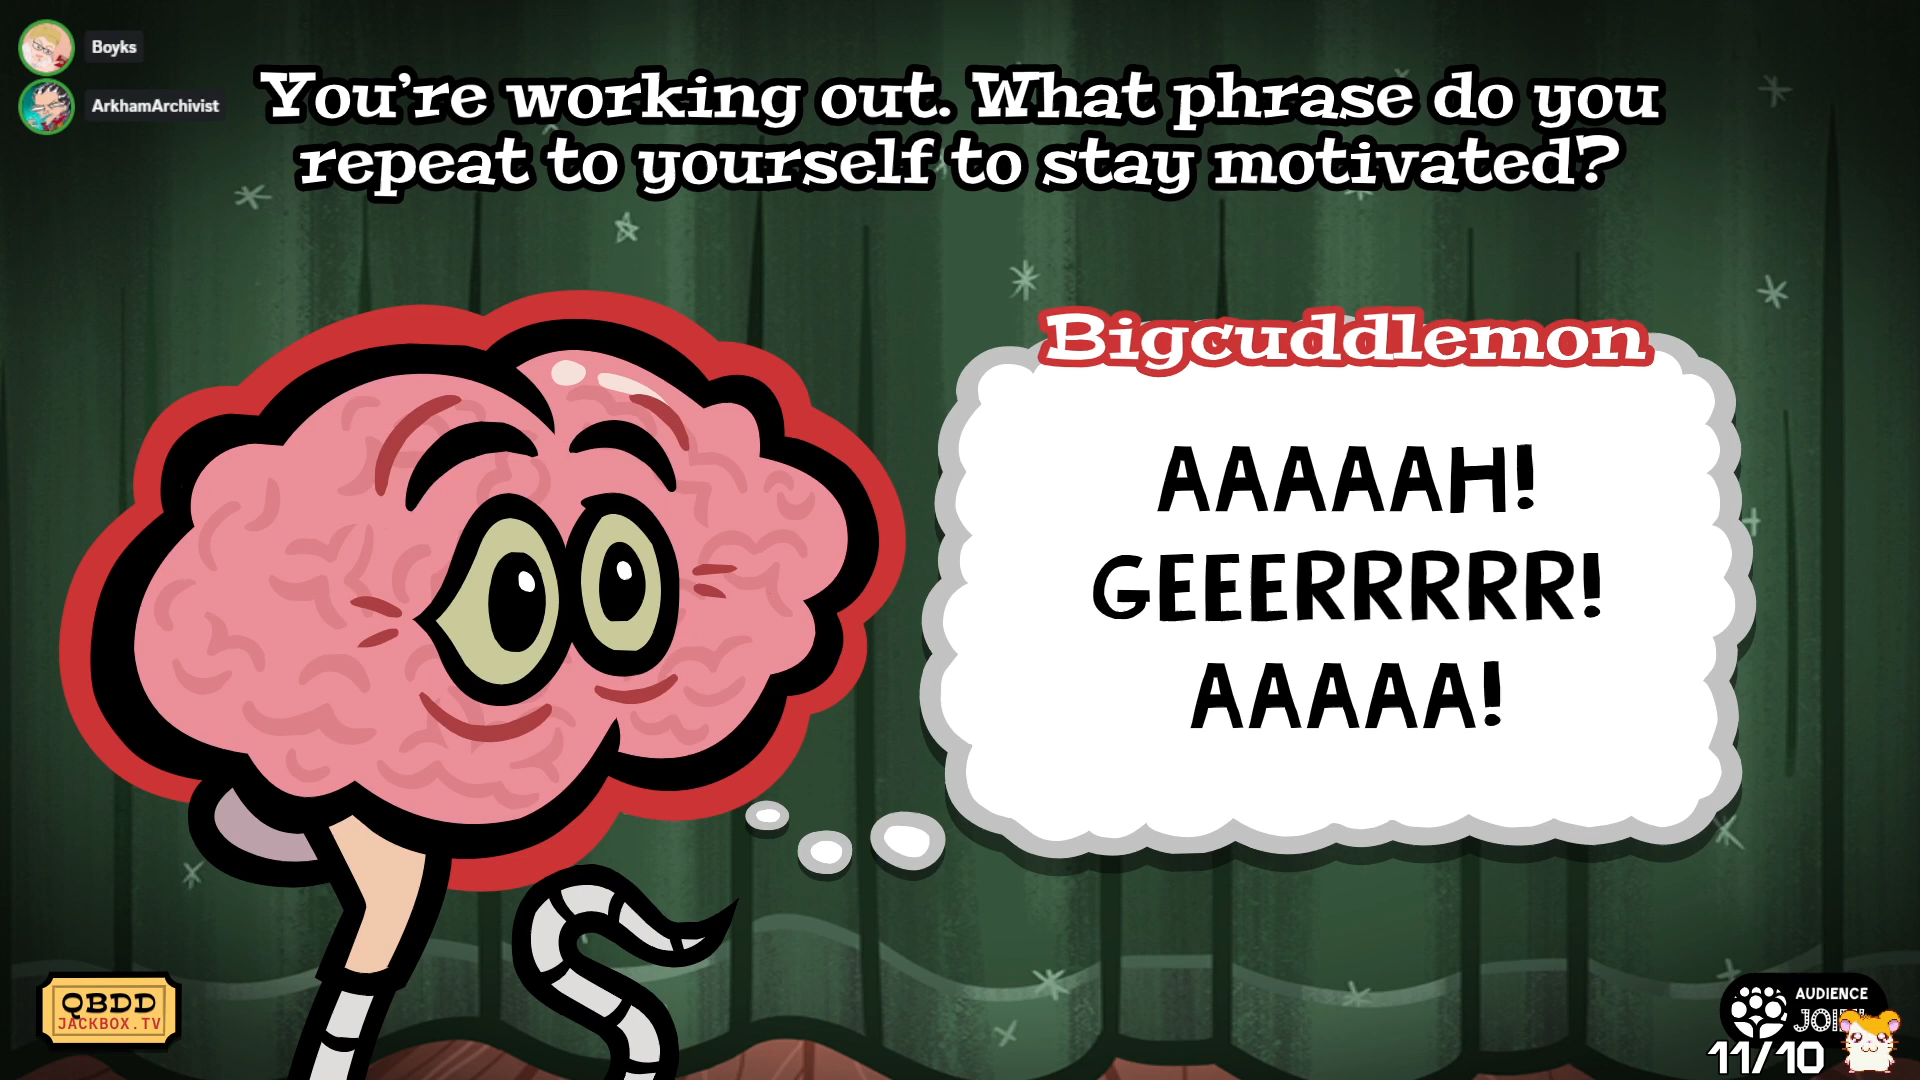 Boyks
ArkhamArchivist
You're working out. What phrase do you
repeat to yourself to stay motivated?
Bigcuddlemon
AAAAAH!
GEEERRRRR!
AAAAA!
QBDD
JACKBOX.TV
AUDIENCE
11/10